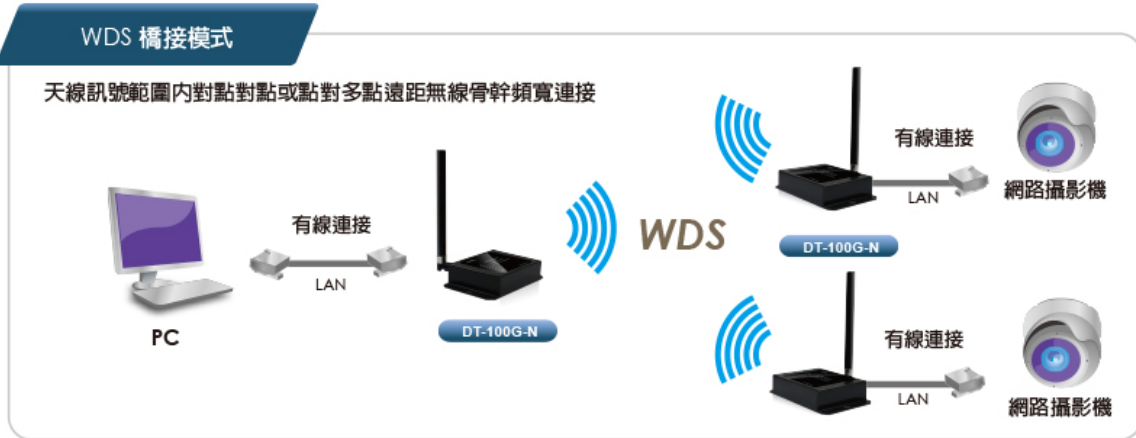 WDS 橋接模式
天線訊號範圍內對點對點或點對多點遠距無線骨幹頻寬連接
有線連接
LAN
PC
DT-100G-N
WDS
有線連接
LAN
網路攝影機
DT-100G-N
有線連接
LAN
網路攝影機